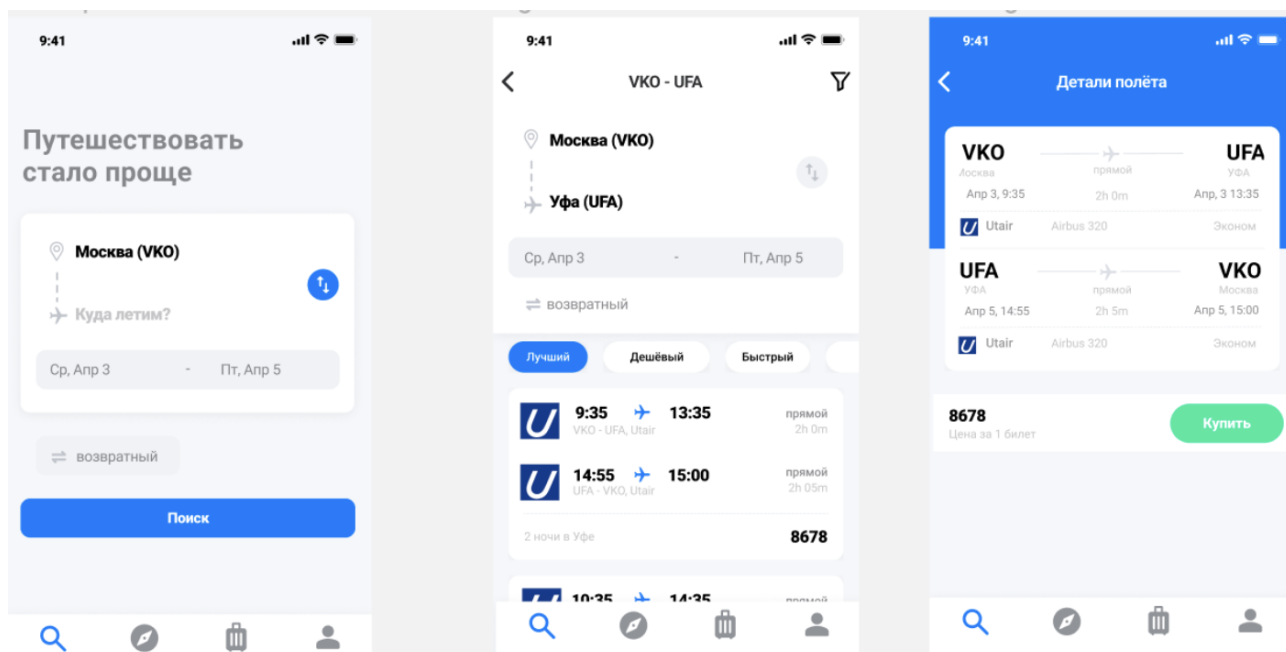 9:41
Путешествовать
стало проще
Москва (VKO)
Куда летим?
Ср, Апр 3 - Пт, Апр 5
возвратный
Поиск
9:41
VKO - UFA
Москва (VKO)
Уфа (UFA)
Ср, Апр 3 - Пт, Апр 5
возвратный
Лучший Дешёвый Быстрый
9:35 13:35 прямой
VKO - UFA, Utair 2h 0m
14:55 15:00 прямой
UFA - VKO, Utair 2h 05m
2 ночи в Уфе 8678
10:35 14:35 прямой
9:41
Детали полёта
VKO UFA
Москва прямой УФА
Апр 3, 9:35 2h 0m Апр, 3 13:35
Utair Airbus 320 Эконом
UFA VKO
УФА прямой Москва
Апр 5, 14:55 2h 5m Апр 5, 15:00
Utair Airbus 320 Эконом
8678
Цена за 1 билет
Купить